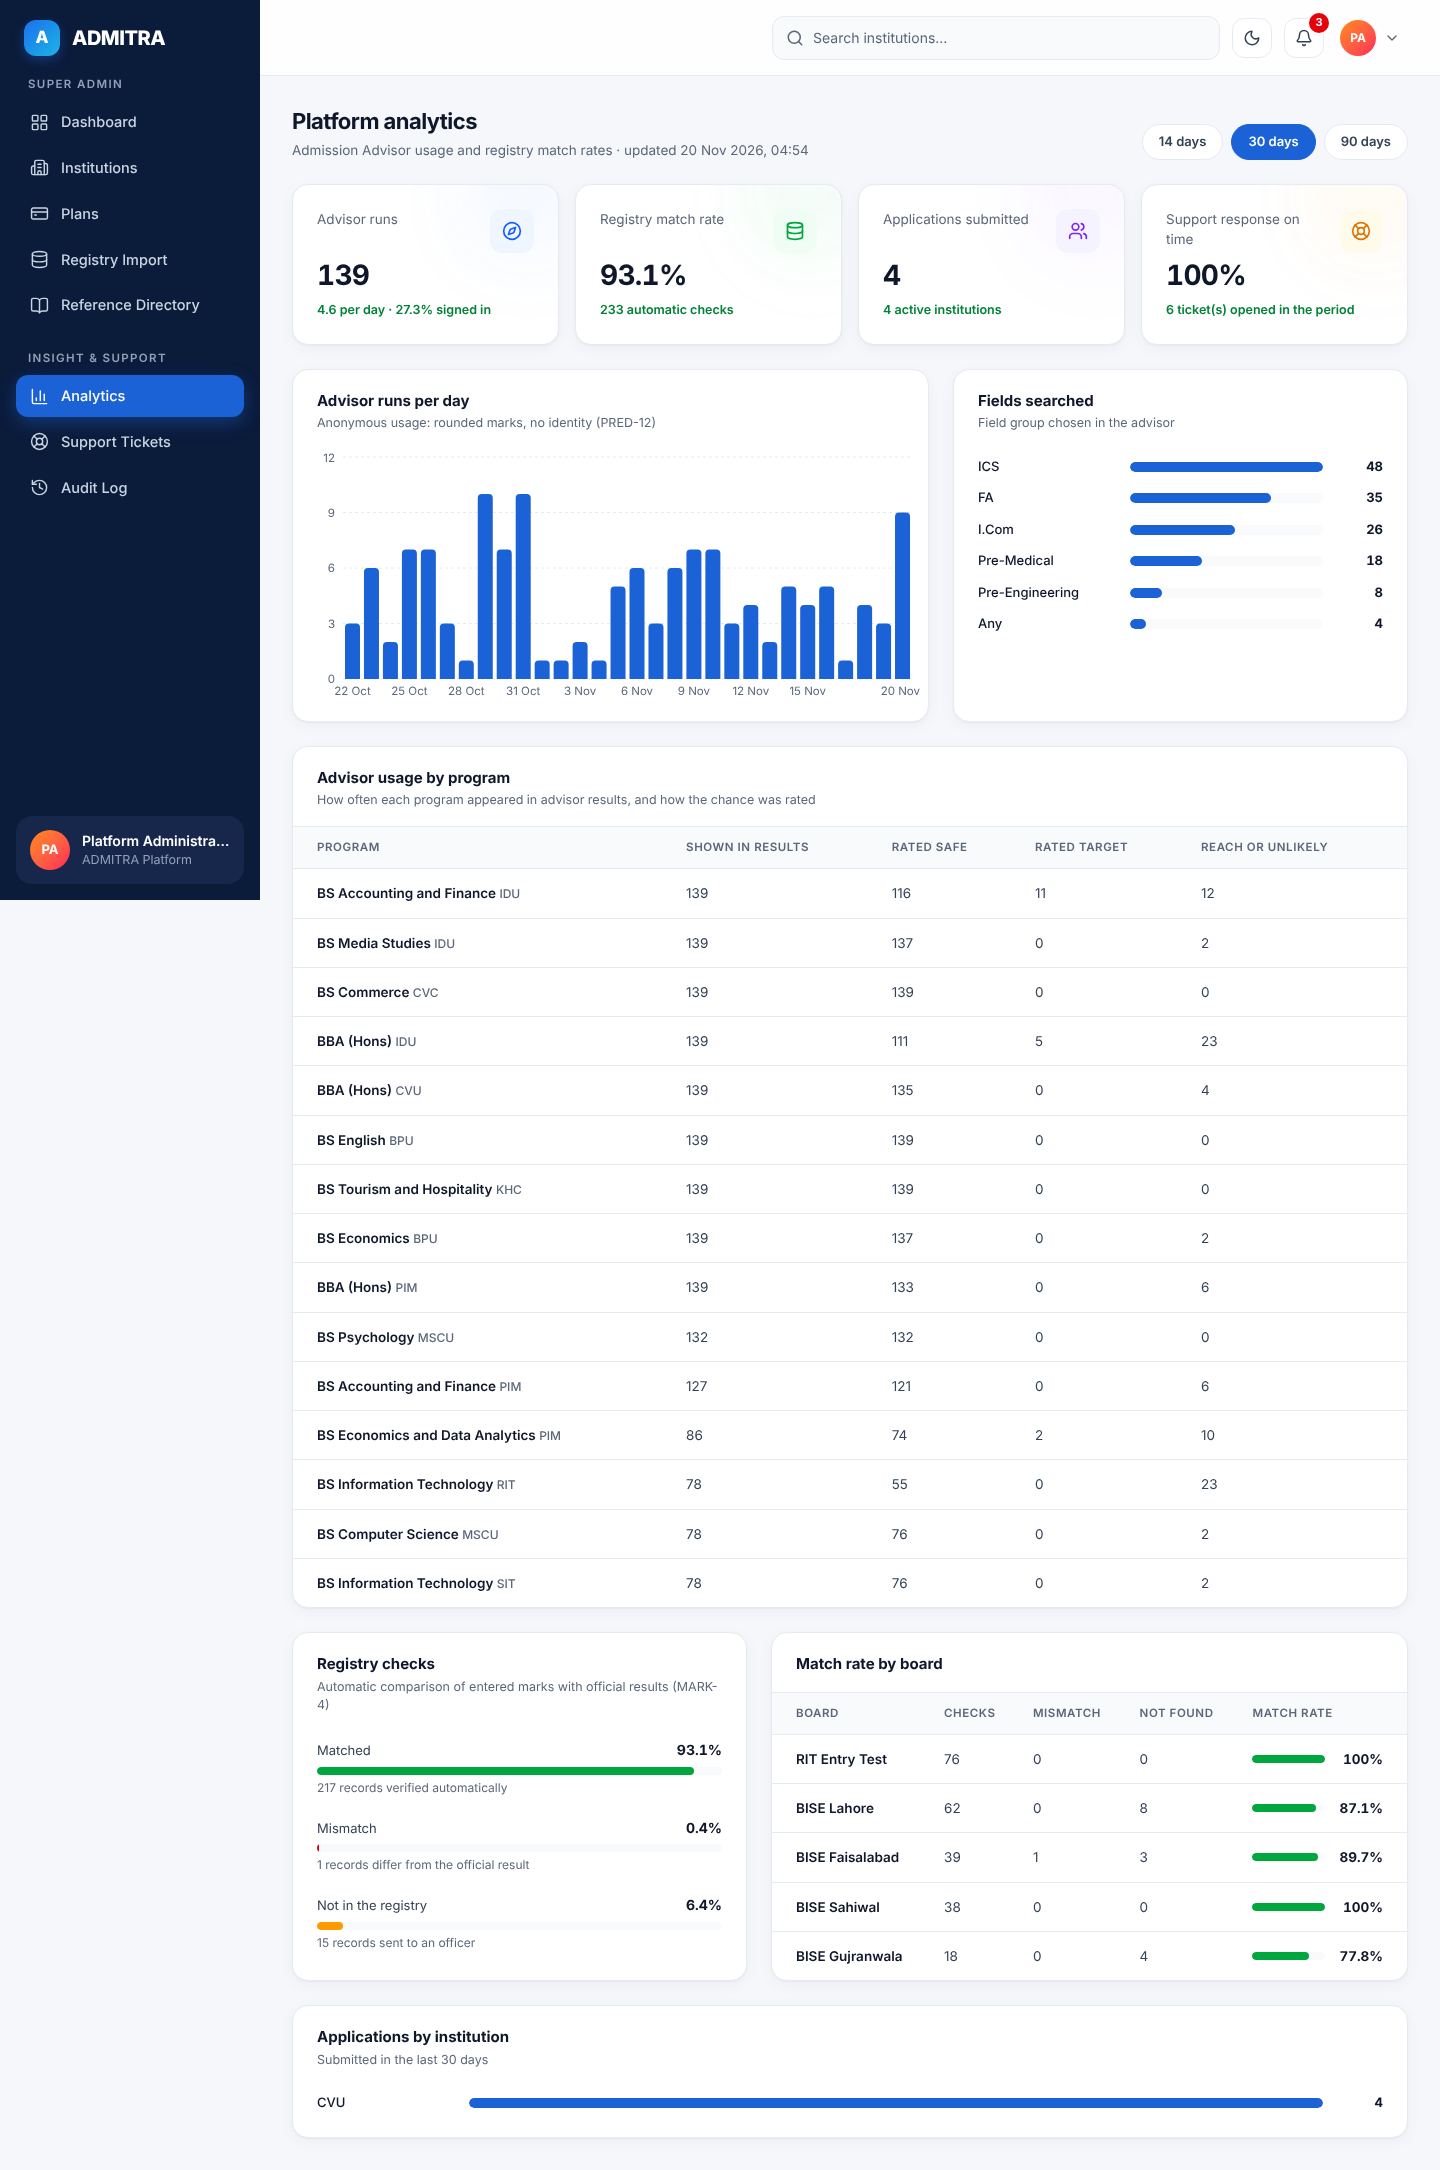 A ADMITRA
SUPER ADMIN
Dashboard
Institutions
Plans
Registry Import
Reference Directory
INSIGHT & SUPPORT
Analytics
Support Tickets
Audit Log
PA Platform Administra...
ADMITRA Platform
Search institutions...
3
PA
Platform analytics
Admission Advisor usage and registry match rates · updated 20 Nov 2026, 04:54
14 days 30 days 90 days
Advisor runs
139
4.6 per day · 27.3% signed in
Registry match rate
93.1%
233 automatic checks
Applications submitted
4
4 active institutions
Support response on
time
100%
6 ticket(s) opened in the period
Advisor runs per day
Anonymous usage: rounded marks, no identity (PRED-12)
12
9
6
3
0
22 Oct 25 Oct 28 Oct 31 Oct 3 Nov 6 Nov 9 Nov 12 Nov 15 Nov 20 Nov
Fields searched
Field group chosen in the advisor
ICS 48
FA 35
I.Com 26
Pre-Medical 18
Pre-Engineering 8
Any 4
Advisor usage by program
How often each program appeared in advisor results, and how the chance was rated
PROGRAM SHOWN IN RESULTS RATED SAFE RATED TARGET REACH OR UNLIKELY
BS Accounting and Finance IDU 139 116 11 12
BS Media Studies IDU 139 137 0 2
BS Commerce CVC 139 139 0 0
BBA (Hons) IDU 139 111 5 23
BBA (Hons) CVU 139 135 0 4
BS English BPU 139 139 0 0
BS Tourism and Hospitality KHC 139 139 0 0
BS Economics BPU 139 137 0 2
BBA (Hons) PIM 139 133 0 6
BS Psychology MSCU 132 132 0 0
BS Accounting and Finance PIM 127 121 0 6
BS Economics and Data Analytics PIM 86 74 2 10
BS Information Technology RIT 78 55 0 23
BS Computer Science MSCU 78 76 0 2
BS Information Technology SIT 78 76 0 2
Registry checks
Automatic comparison of entered marks with official results (MARK-
4)
Matched 93.1%
217 records verified automatically
Mismatch 0.4%
1 records differ from the official result
Not in the registry 6.4%
15 records sent to an officer
Match rate by board
BOARD CHECKS MISMATCH NOT FOUND MATCH RATE
RIT Entry Test 76 0 0 100%
BISE Lahore 62 0 8 87.1%
BISE Faisalabad 39 1 3 89.7%
BISE Sahiwal 38 0 0 100%
BISE Gujranwala 18 0 4 77.8%
Applications by institution
Submitted in the last 30 days
CVU 4